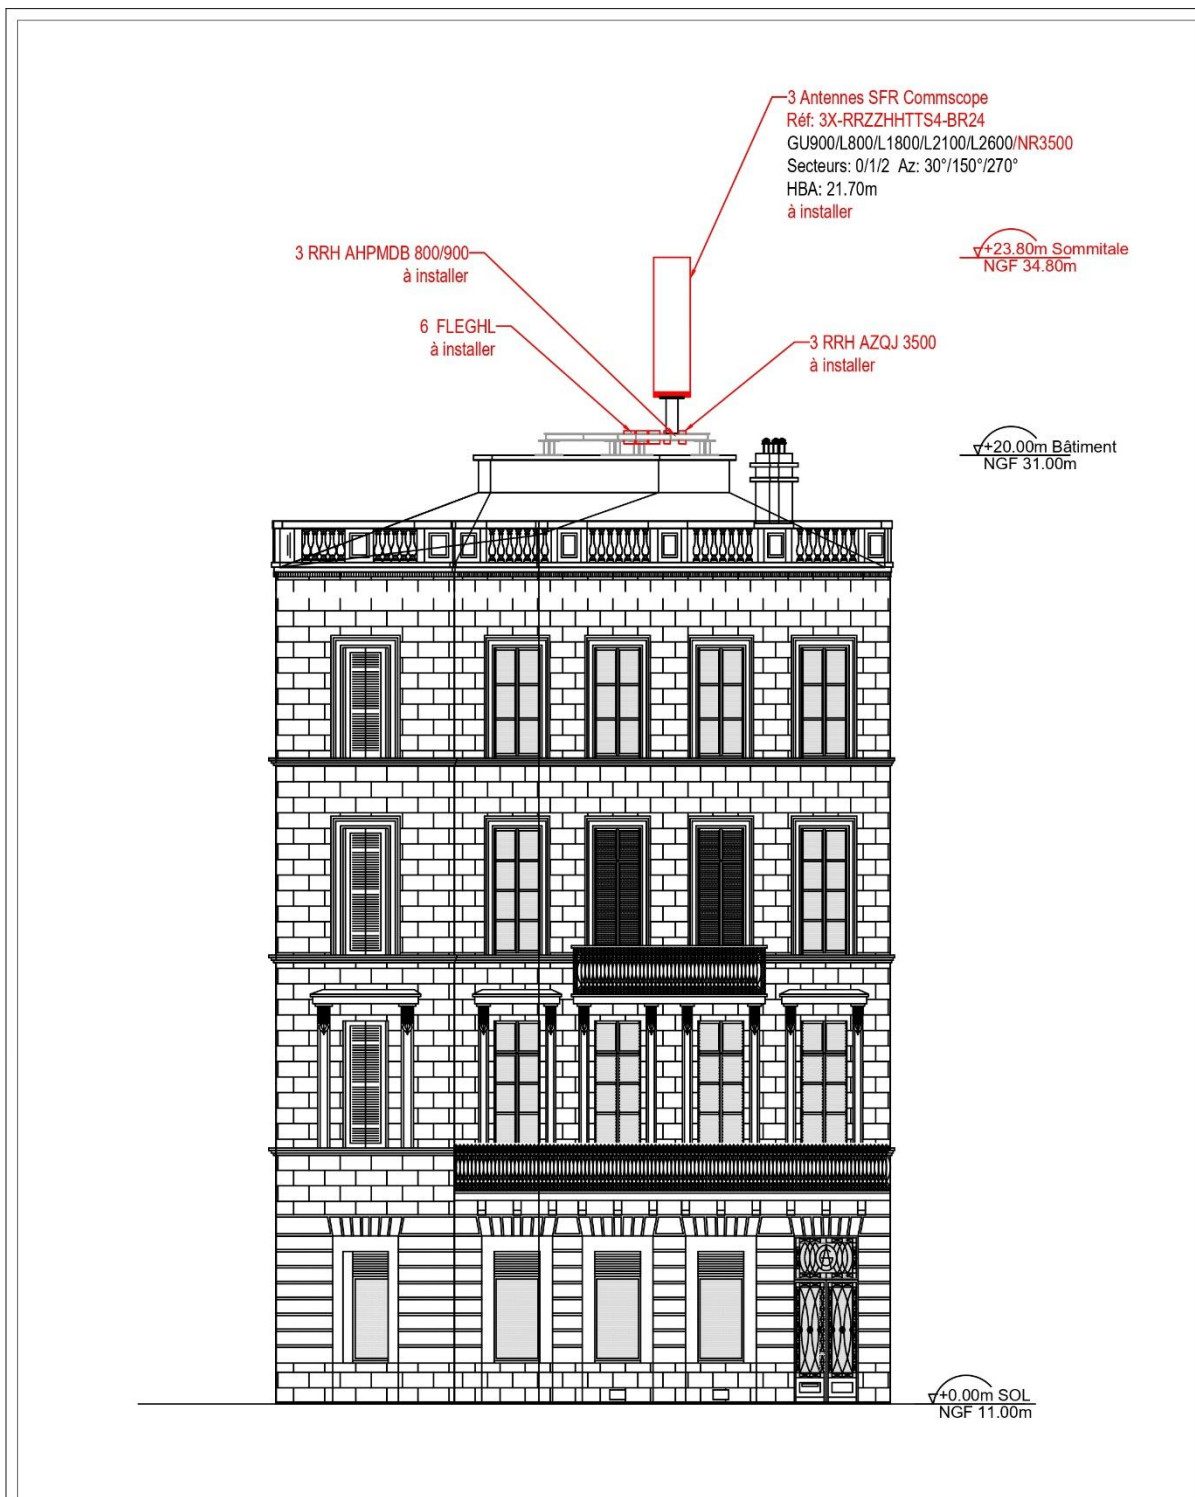 3 Antennes SFR Commscope
Réf: 3X-RRZZHHTTS4-BR24
GU900/L800/L1800/L2100/L2600/NR3500
Secteurs: 0/1/2 Az: 30°/150°/270°
HBA: 21.70m
à installer
3 RRH AHPMDB 800/900
à installer
+23.80m Sommitale
NGF 34.80m
6 FLEGHL
à installer
3 RRH AZQJ 3500
à installer
+20.00m Bâtiment
NGF 31.00m
+0.00m SOL
NGF 11.00m